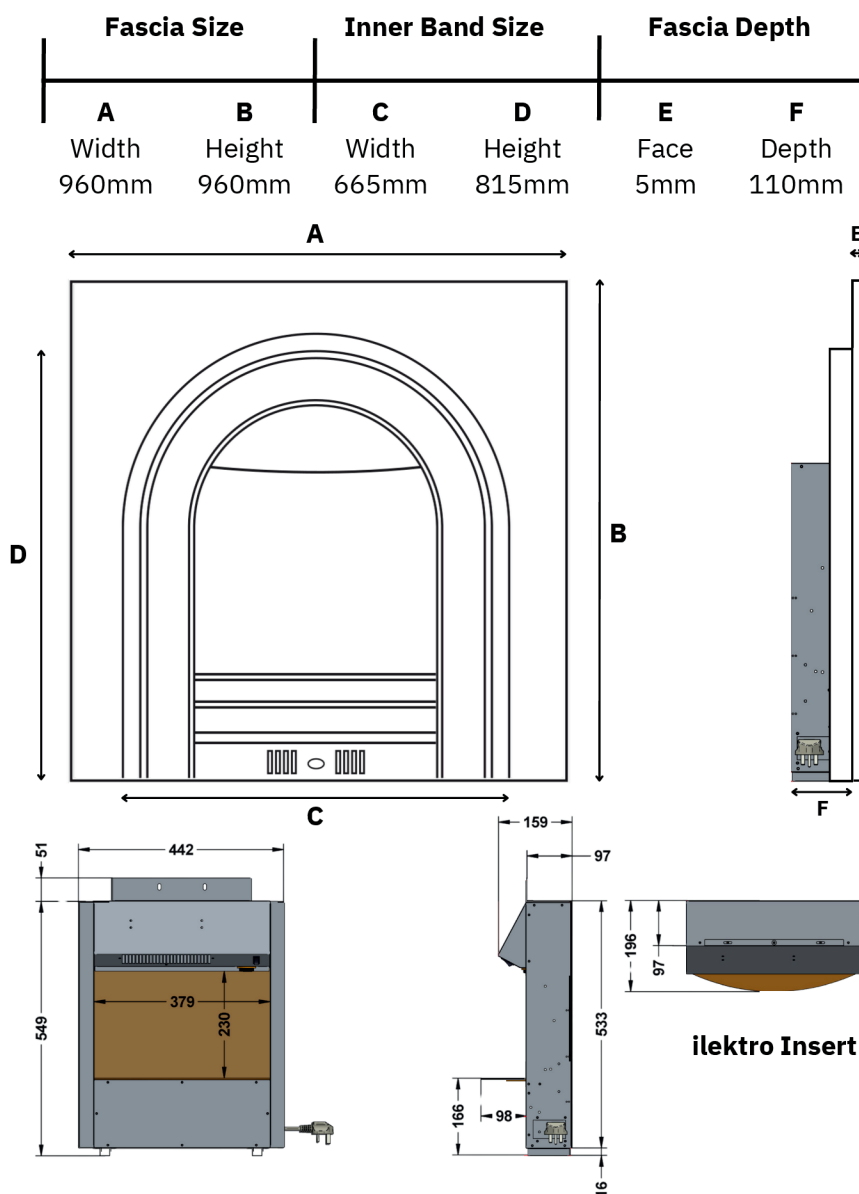 Fascia Size Inner Band Size Fascia Depth
A B C D E F
Width Height Width Height Face Depth
960mm 960mm 665mm 815mm 5mm 110mm
A
E
D
B
F
C
159
51
442
97
196
97
379
230
549
533
ilektro Insert
166
98
16